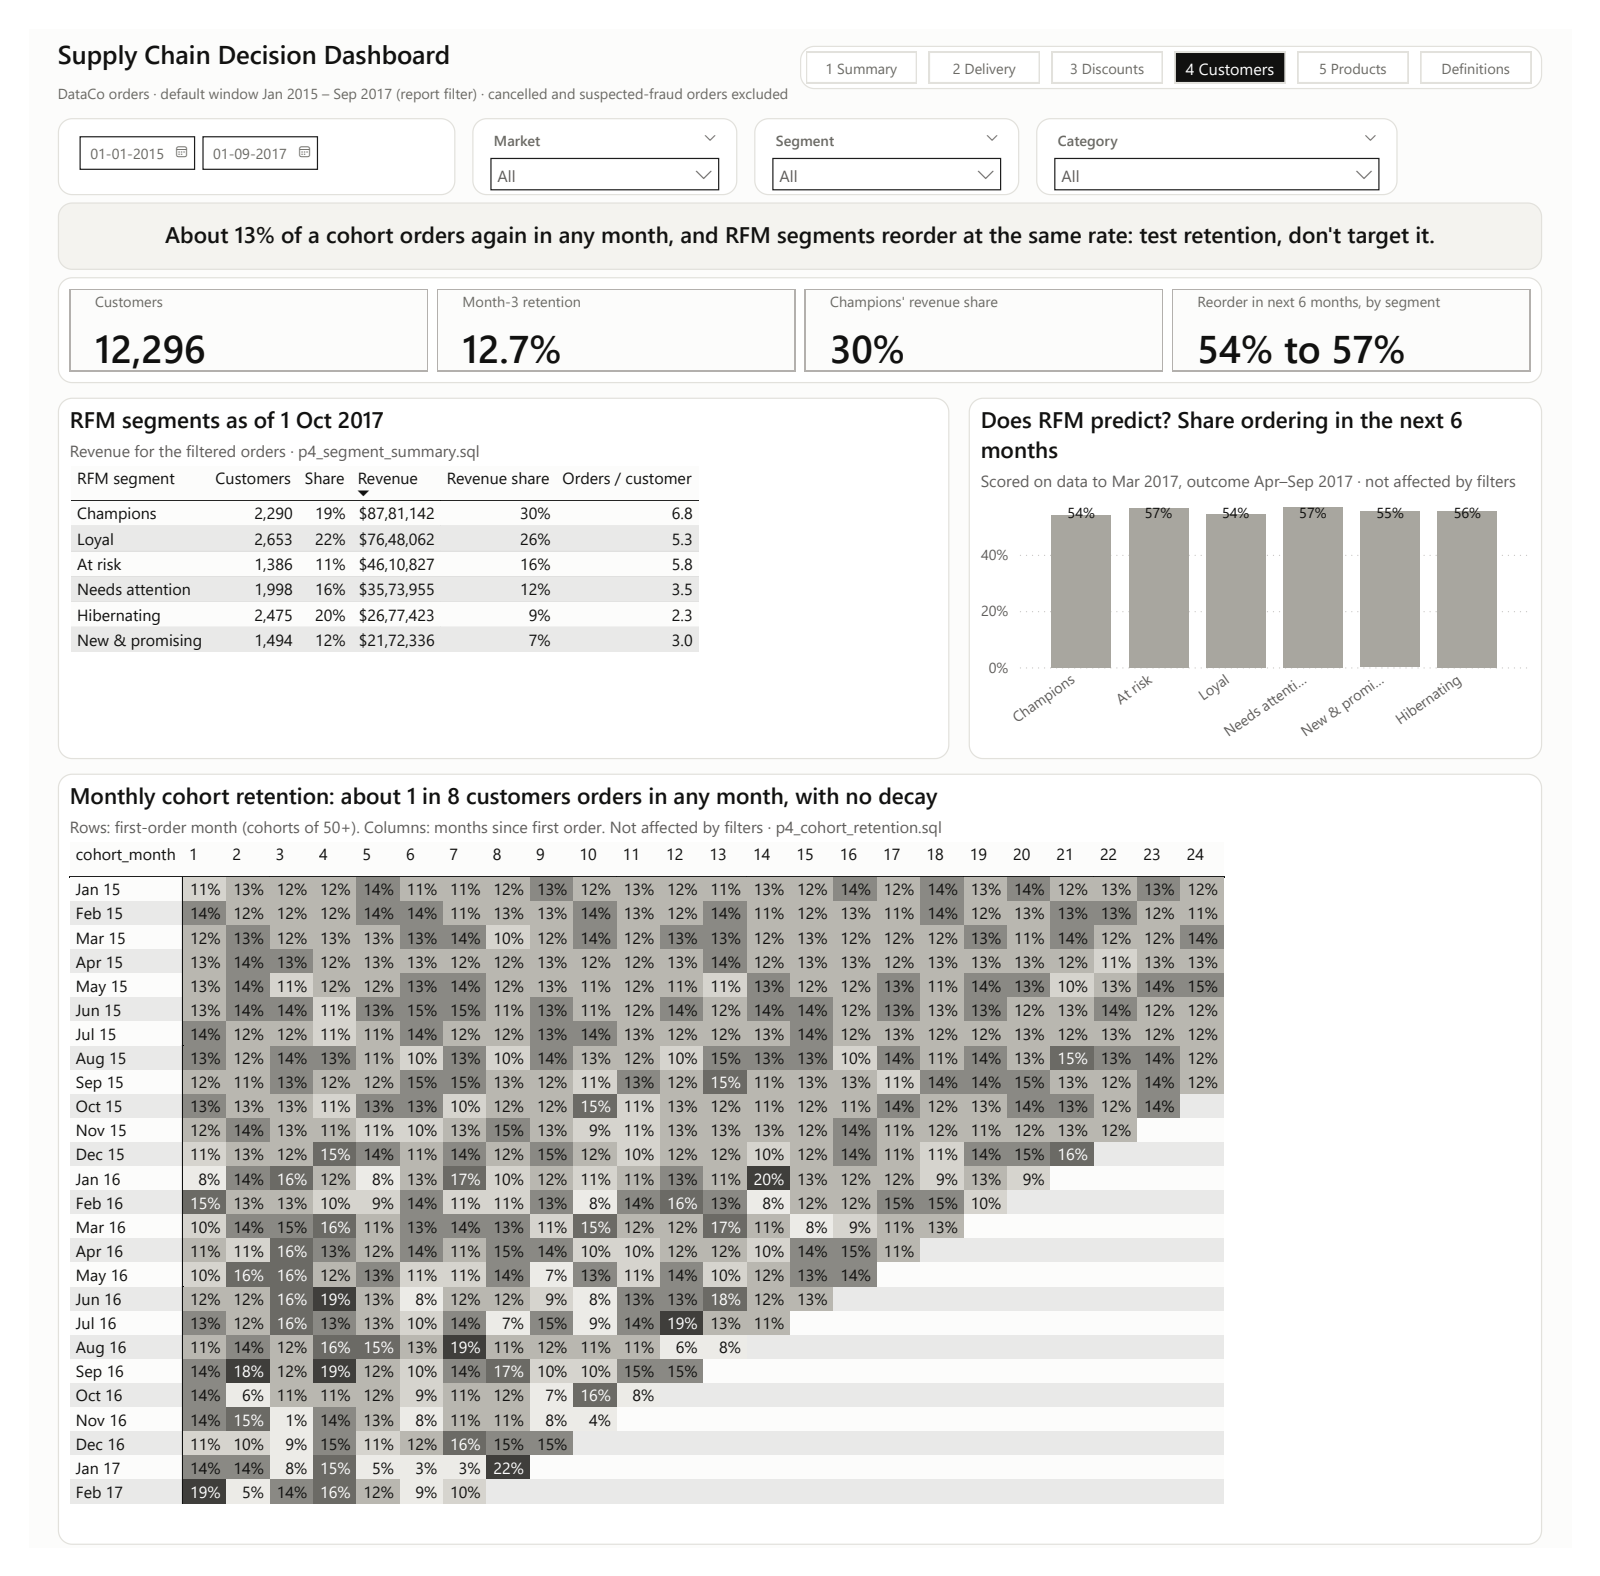 Supply Chain Decision Dashboard
1 Summary 2 Delivery 3 Discounts 4 Customers 5 Products Definitions
DataCo orders · default window Jan 2015 – Sep 2017 (report filter) · cancelled and suspected-fraud orders excluded
01-01-2015 01-09-2017
Market Segment Category
All All All
About 13% of a cohort orders again in any month, and RFM segments reorder at the same rate: test retention, don't target it.
Customers Month-3 retention Champions' revenue share Reorder in next 6 months, by segment
12,296 12.7% 30% 54% to 57%
RFM segments as of 1 Oct 2017
Revenue for the filtered orders · p4_segment_summary.sql
RFM segment Customers Share Revenue Revenue share Orders / customer
Champions 2,290 19% $87,81,142 30% 6.8
Loyal 2,653 22% $76,48,062 26% 5.3
At risk 1,386 11% $46,10,827 16% 5.8
Needs attention 1,998 16% $35,73,955 12% 3.5
Hibernating 2,475 20% $26,77,423 9% 2.3
New & promising 1,494 12% $21,72,336 7% 3.0
Does RFM predict? Share ordering in the next 6
months
Scored on data to Mar 2017, outcome Apr–Sep 2017 · not affected by filters
54% 57% 54% 57% 55% 56%
40%
20%
0%
Champions At risk Loyal Needs attenti... New & promi... Hibernating
Monthly cohort retention: about 1 in 8 customers orders in any month, with no decay
Rows: first-order month (cohorts of 50+). Columns: months since first order. Not affected by filters · p4_cohort_retention.sql
cohort_month 1 2 3 4 5 6 7 8 9 10 11 12 13 14 15 16 17 18 19 20 21 22 23 24
Jan 15 11% 13% 12% 12% 14% 11% 11% 12% 13% 12% 13% 12% 11% 13% 12% 14% 12% 14% 13% 14% 12% 13% 13% 12%
Feb 15 14% 12% 12% 12% 14% 14% 11% 13% 13% 14% 13% 12% 14% 11% 12% 13% 11% 14% 12% 13% 13% 13% 12% 11%
Mar 15 12% 13% 12% 13% 13% 13% 14% 10% 12% 14% 12% 13% 13% 12% 13% 12% 12% 12% 13% 11% 14% 12% 12% 14%
Apr 15 13% 14% 13% 12% 13% 13% 12% 12% 13% 12% 12% 13% 14% 12% 13% 13% 12% 13% 13% 13% 12% 11% 13% 13%
May 15 13% 14% 11% 12% 12% 13% 14% 12% 13% 11% 12% 11% 11% 13% 12% 12% 13% 11% 14% 13% 10% 13% 14% 15%
Jun 15 13% 14% 14% 11% 13% 15% 15% 11% 13% 11% 12% 14% 12% 14% 14% 12% 13% 13% 13% 12% 13% 14% 12% 12%
Jul 15 14% 12% 12% 11% 11% 14% 12% 12% 13% 14% 13% 12% 12% 13% 14% 12% 13% 12% 12% 13% 12% 13% 12% 12%
Aug 15 13% 12% 14% 13% 11% 10% 13% 10% 14% 13% 12% 10% 15% 13% 13% 10% 14% 11% 14% 13% 15% 13% 14% 12%
Sep 15 12% 11% 13% 12% 12% 15% 15% 13% 12% 11% 13% 12% 15% 11% 13% 13% 11% 14% 14% 15% 13% 12% 14% 12%
Oct 15 13% 13% 13% 11% 13% 13% 10% 12% 12% 15% 11% 13% 12% 11% 12% 11% 14% 12% 13% 14% 13% 12% 14%
Nov 15 12% 14% 13% 11% 11% 10% 13% 15% 13% 9% 11% 13% 13% 13% 12% 14% 11% 12% 11% 12% 13% 12%
Dec 15 11% 13% 12% 15% 14% 11% 14% 12% 15% 12% 10% 12% 12% 10% 12% 14% 11% 11% 14% 15% 16%
Jan 16 8% 14% 16% 12% 8% 13% 17% 10% 12% 11% 11% 13% 11% 20% 13% 12% 12% 9% 13% 9%
Feb 16 15% 13% 13% 10% 9% 14% 11% 11% 13% 8% 14% 16% 13% 8% 12% 12% 15% 15% 10%
Mar 16 10% 14% 15% 16% 11% 13% 14% 13% 11% 15% 12% 12% 17% 11% 8% 9% 11% 13%
Apr 16 11% 11% 16% 13% 12% 14% 11% 15% 14% 10% 10% 12% 12% 10% 14% 15% 11%
May 16 10% 16% 16% 12% 13% 11% 11% 14% 7% 13% 11% 14% 10% 12% 13% 14%
Jun 16 12% 12% 16% 19% 13% 8% 12% 12% 9% 8% 13% 13% 18% 12% 13%
Jul 16 13% 12% 16% 13% 13% 10% 14% 7% 15% 9% 14% 19% 13% 11%
Aug 16 11% 14% 12% 16% 15% 13% 19% 11% 12% 11% 11% 6% 8%
Sep 16 14% 18% 12% 19% 12% 10% 14% 17% 10% 10% 15% 15%
Oct 16 14% 6% 11% 11% 12% 9% 11% 12% 7% 16% 8%
Nov 16 14% 15% 1% 14% 13% 8% 11% 11% 8% 4%
Dec 16 11% 10% 9% 15% 11% 12% 16% 15% 15%
Jan 17 14% 14% 8% 15% 5% 3% 3% 22%
Feb 17 19% 5% 14% 16% 12% 9% 10%